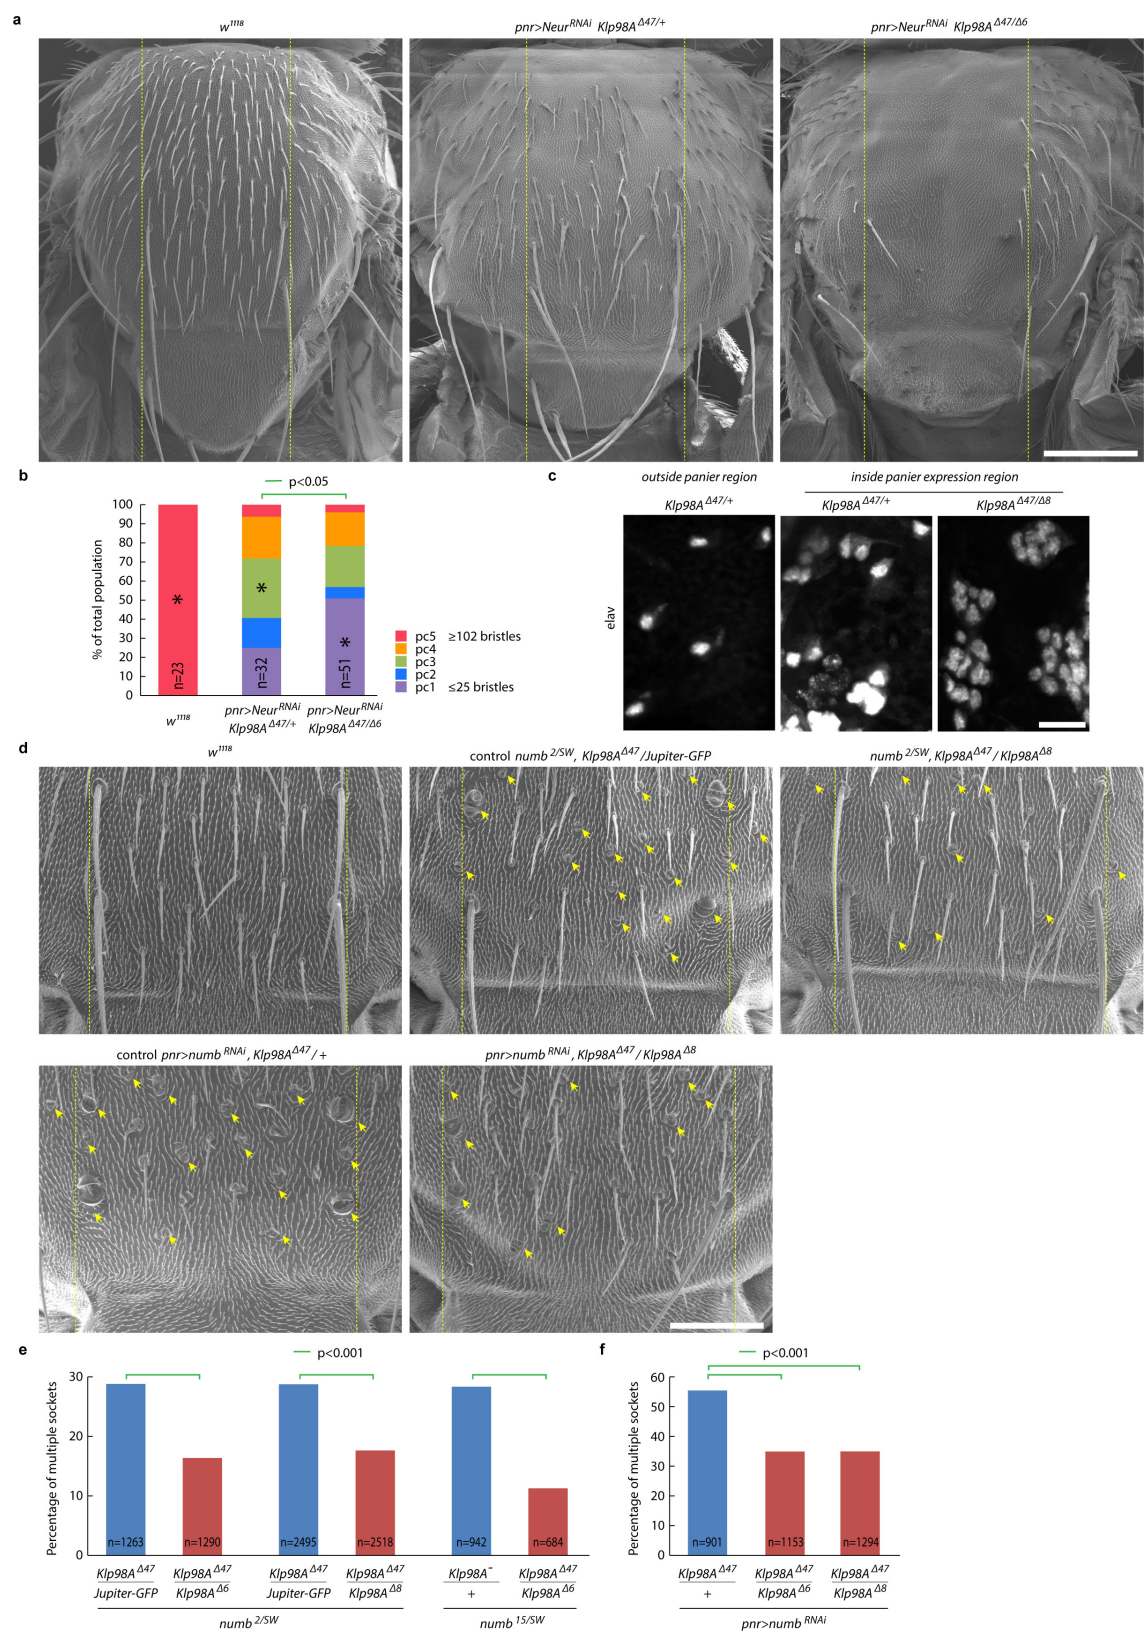 a
w1118
pnr>NeurRNAi Klp98AΔ47/+
pnr>NeurRNAi Klp98AΔ47/Δ6
b
p<0.05
100
90
80
70
60
50
40
30
20
10
0
% of total population
*
*
*
n=23
n=32
n=51
w1118
pnr>NeurRNAi
Klp98AΔ47/+
pnr>NeurRNAi
Klp98AΔ47/Δ6
pc5 ≥102 bristles
pc4
pc3
pc2
pc1 ≤25 bristles
c
outside panier region
inside panier expression region
Klp98AΔ47/+
Klp98AΔ47/+
Klp98AΔ47/Δ8
elav
d
w1118
control numb2/SW, Klp98AΔ47/Jupiter-GFP
numb2/SW, Klp98AΔ47/Klp98AΔ8
control pnr>numbRNAi, Klp98AΔ47/+
pnr>numbRNAi, Klp98AΔ47/Klp98AΔ8
e
p<0.001
Percentage of multiple sockets
30
20
10
0
n=1263
n=1290
n=2495
n=2518
n=942
n=684
Klp98AΔ47
Jupiter-GFP
Klp98AΔ47
Klp98AΔ6
Klp98AΔ47
Jupiter-GFP
Klp98AΔ47
Klp98AΔ8
Klp98A-
+
Klp98AΔ47
Klp98AΔ6
numb2/SW
numb15/SW
f
p<0.001
Percentage of multiple sockets
60
50
40
30
20
10
0
n=901
n=1153
n=1294
Klp98AΔ47
+
Klp98AΔ47
Klp98AΔ6
Klp98AΔ47
Klp98AΔ8
pnr>numbRNAi